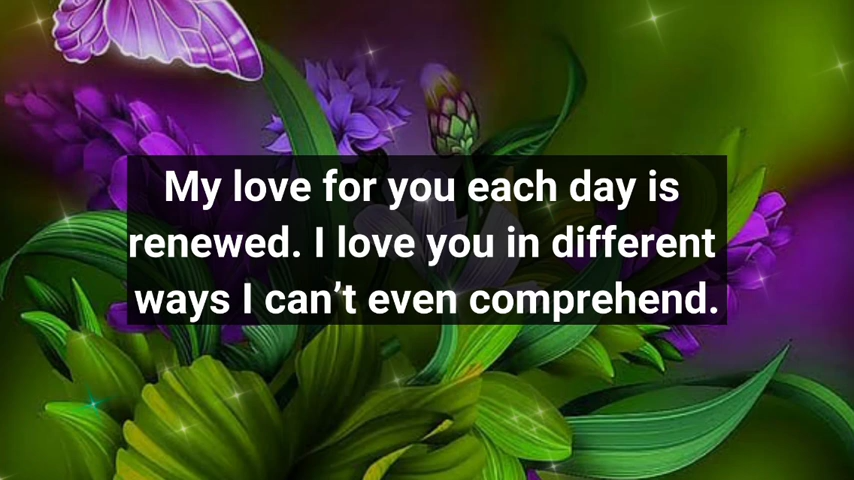 My love for you each day is
renewed. I love you in different
ways I can’t even comprehend.